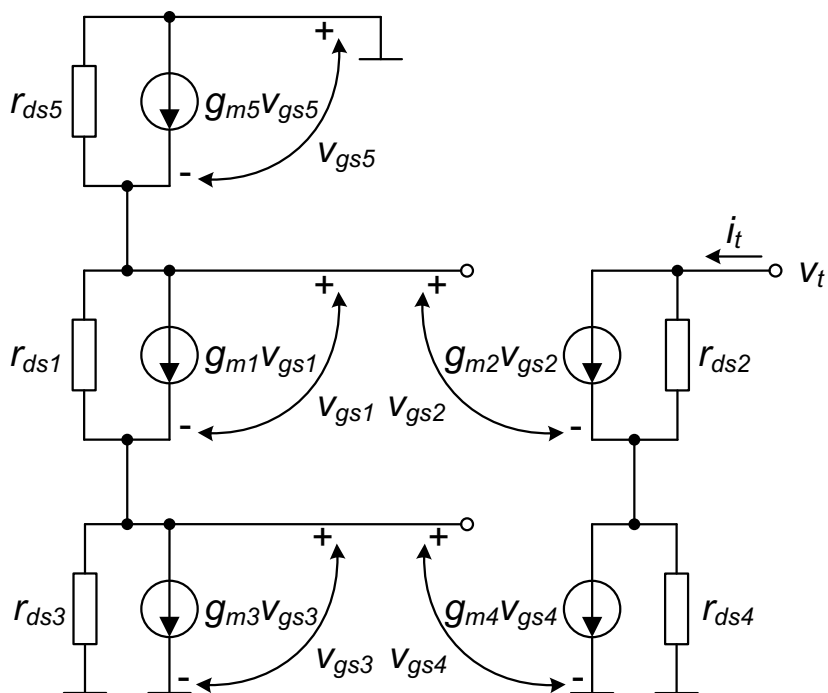 +
r_ds5 g_m5v_gs5
-
v_gs5
i_t
+ + v_t
r_ds1 g_m1v_gs1 g_m2v_gs2 r_ds2
v_gs1 v_gs2
- -
+ +
r_ds3 g_m3v_gs3 g_m4v_gs4 r_ds4
v_gs3 v_gs4
- -